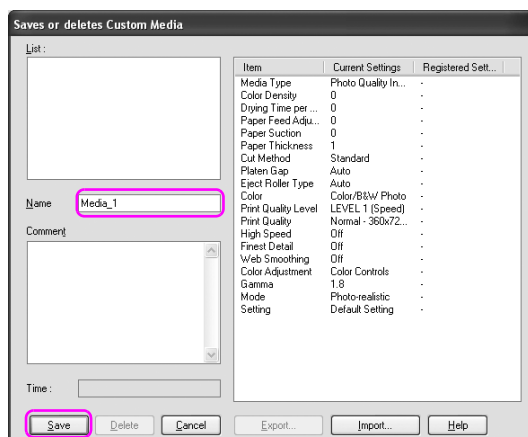 Saves or deletes Custom Media
List :
Name Media_1
Comment
Time :
Item Current Settings Registered Sett...
Media Type Photo Quality In... -
Color Density 0 -
Drying Time per ... 0 -
Paper Feed Adju... 0 -
Paper Suction 0 -
Paper Thickness 1 -
Cut Method Standard -
Platen Gap Auto -
Eject Roller Type Auto -
Color Color/B&W Photo -
Print Quality Level LEVEL 1 (Speed) -
Print Quality Normal - 360x72... -
High Speed Off -
Finest Detail Off -
Web Smoothing Off -
Color Adjustment Color Controls -
Gamma 1.8 -
Mode Photo-realistic -
Setting Default Setting -
Save Delete Cancel Export... Import... Help